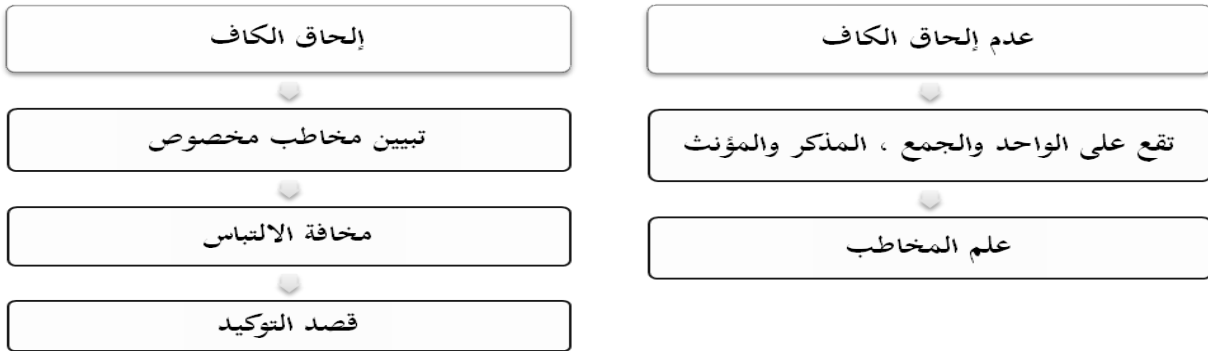 عدم إلحاق الكاف
تقع على الواحد والجمع ، المذكر والمؤنث
علم المخاطب
إلحاق الكاف
تبيين مخاطب مخصوص
مخافة الالتباس
قصد التوكيد